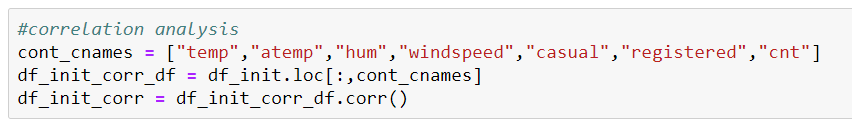 #correlation analysis
cont_cnames = ["temp","atemp","hum","windspeed","casual","registered","cnt"]
df_init_corr_df = df_init.loc[:,cont_cnames]
df_init_corr = df_init_corr_df.corr()